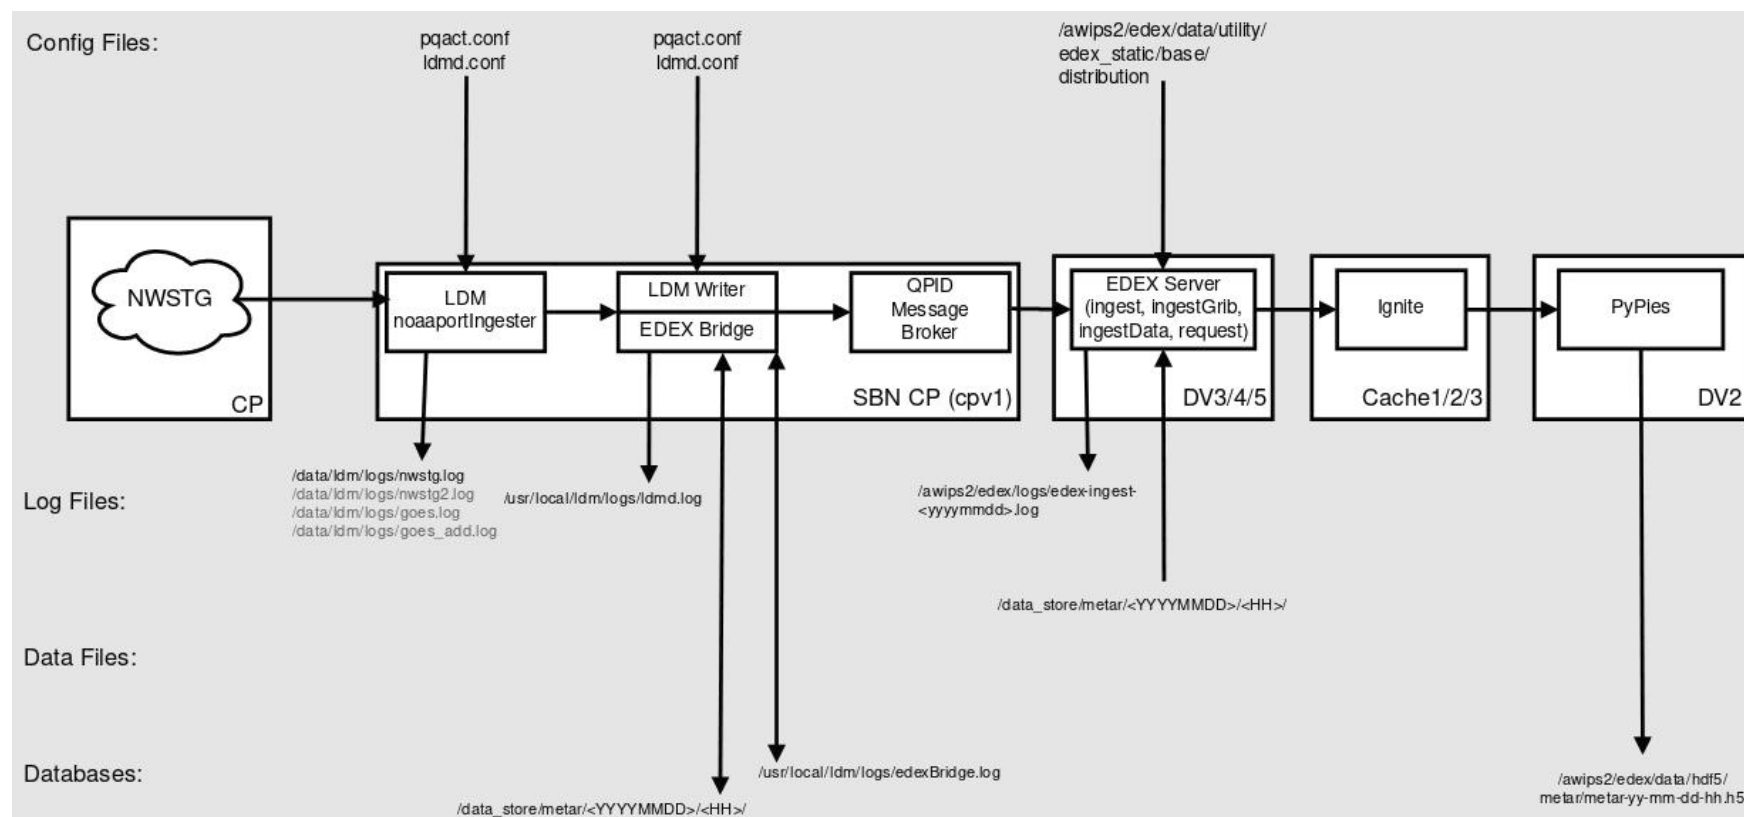 Config Files:
pqact.conf
ldmd.conf
pqact.conf
ldmd.conf
/awips2/edex/data/utility/
edex_static/base/
distribution
NWSTG
CP
LDM
noaaportIngester
LDM Writer
EDEX Bridge
QPID
Message
Broker
SBN CP (cpv1)
EDEX Server
(ingest, ingestGrib,
ingestData, request)
DV3/4/5
Ignite
Cache1/2/3
PyPies
DV2
Log Files:
/data/ldm/logs/nwstg.log
/data/ldm/logs/nwstg2.log
/data/ldm/logs/goes.log
/data/ldm/logs/goes_add.log
/usr/local/ldm/logs/ldmd.log
/awips2/edex/logs/edex-ingest-
<yyyymmdd>.log
/data_store/metar/<YYYYMMDD>/<HH>/
Data Files:
Databases:
/usr/local/ldm/logs/edexBridge.log
/data_store/metar/<YYYYMMDD>/<HH>/
/awips2/edex/data/hdf5/
metar/metar-yy-mm-dd-hh.h5